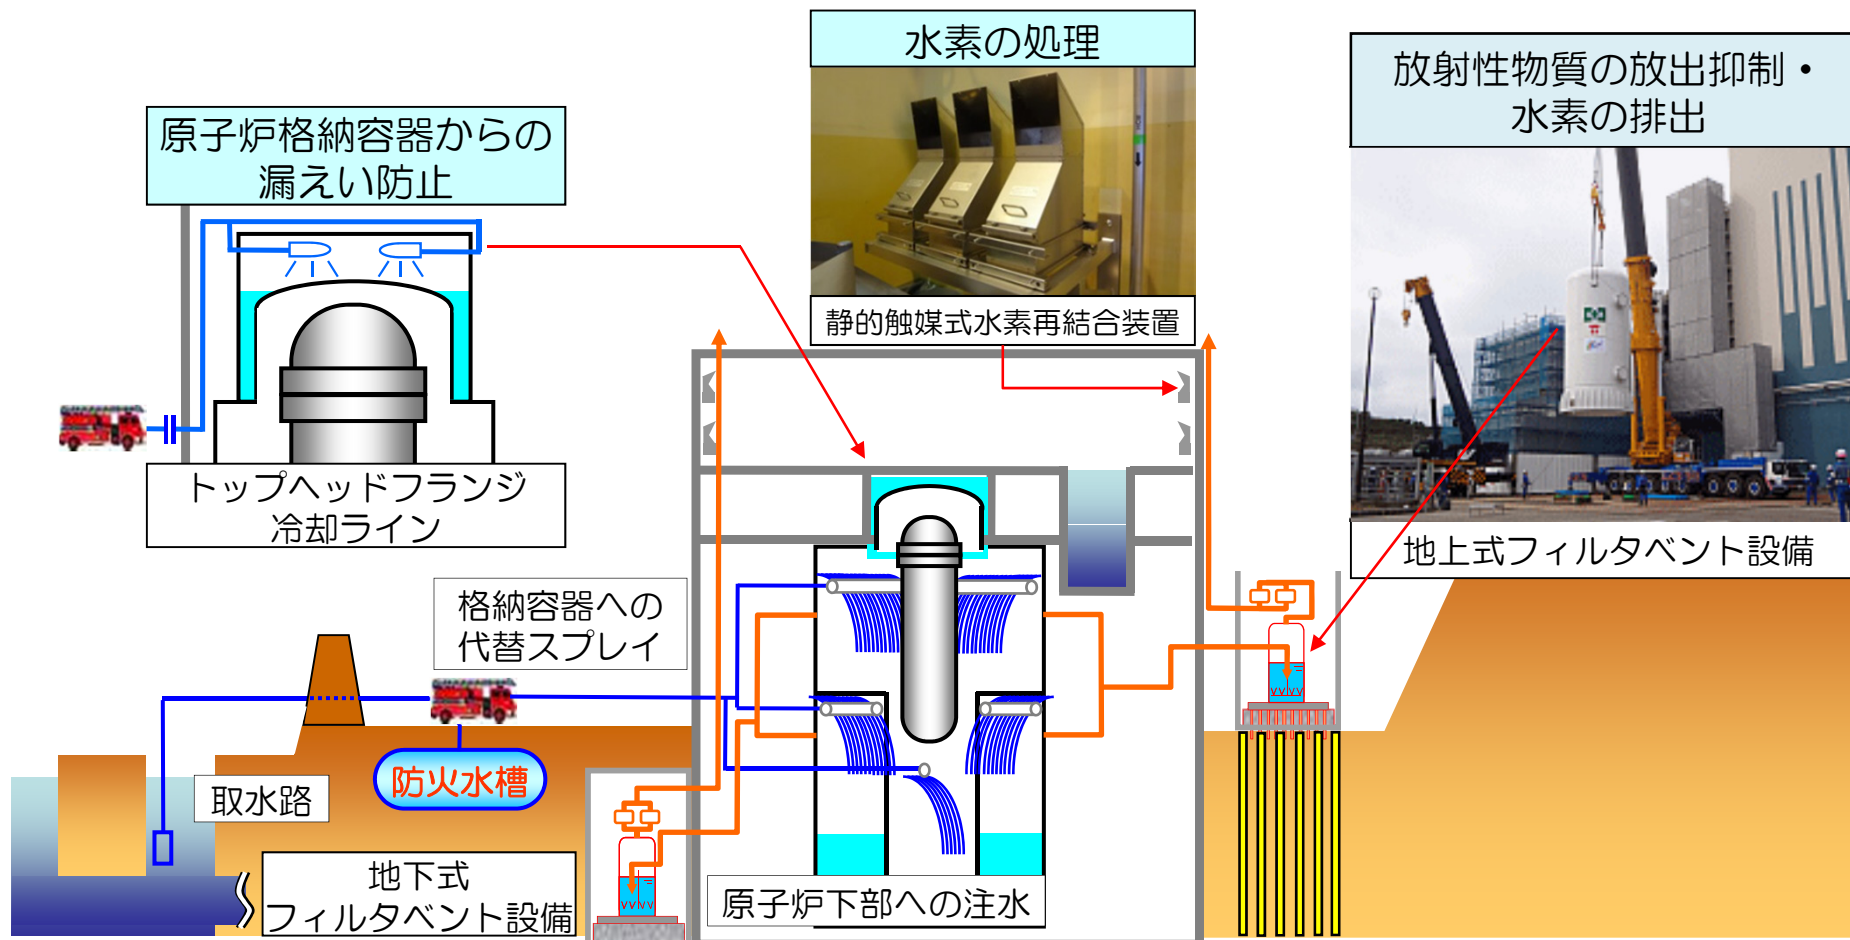 水素の処理
放射性物質の放出抑制・
水素の排出
原子炉格納容器からの
漏えい防止
静的触媒式水素再結合装置
トップヘッドフランジ
冷却ライン
地上式フィルタベント設備
格納容器への
代替スプレイ
防火水槽
取水路
地下式
フィルタベント設備
原子炉下部への注水